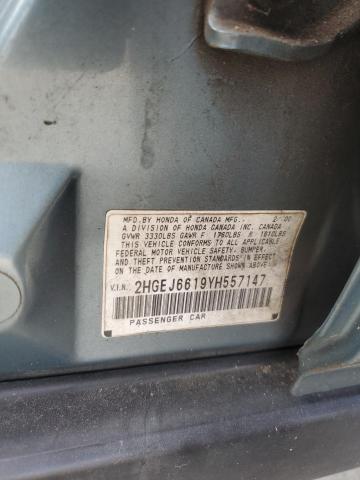 MFD.BY HONDA OF CANADA MFG., 2/00
A DIVISION OF HONDA CANADA INC. CANADA
GVWR 3330LBS GAWR F 1780LBS R 1610LBS
THIS VEHICLE CONFORMS TO ALL APPLICABLE
FEDERAL MOTOR VEHICLE SAFETY, BUMPER,
AND THEFT PREVENTION STANDARDS IN EFFECT
ON THE DATE OF MANUFACTURE SHOWN ABOVE.
V.I.N. 2HGEJ6619YH557147
PASSENGER CAR